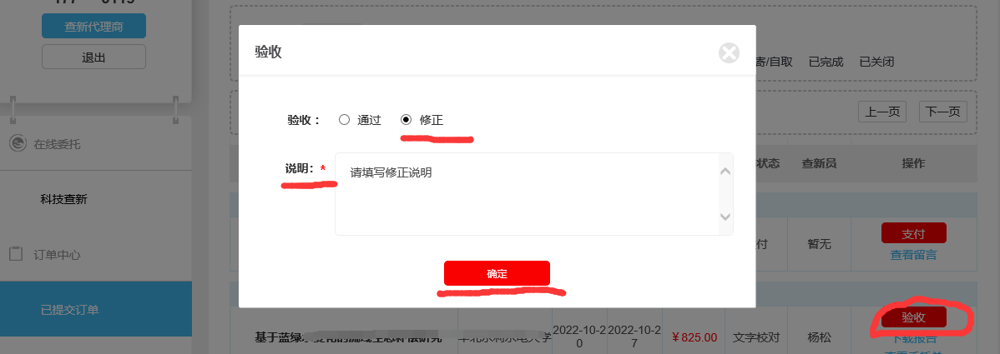 查新代理商
退出
在线委托
科技查新
订单中心
已提交订单
验收
验收： 通过 修正
说明：*
请填写修正说明
确定
寄/自取 已完成 已关闭
上一页 下一页
状态 查新员 操作
付 暂无 支付
查看留言
验收
基于蓝绿 2022-10-20 2022-10-27 ￥825.00 文字校对 杨松
下载报告